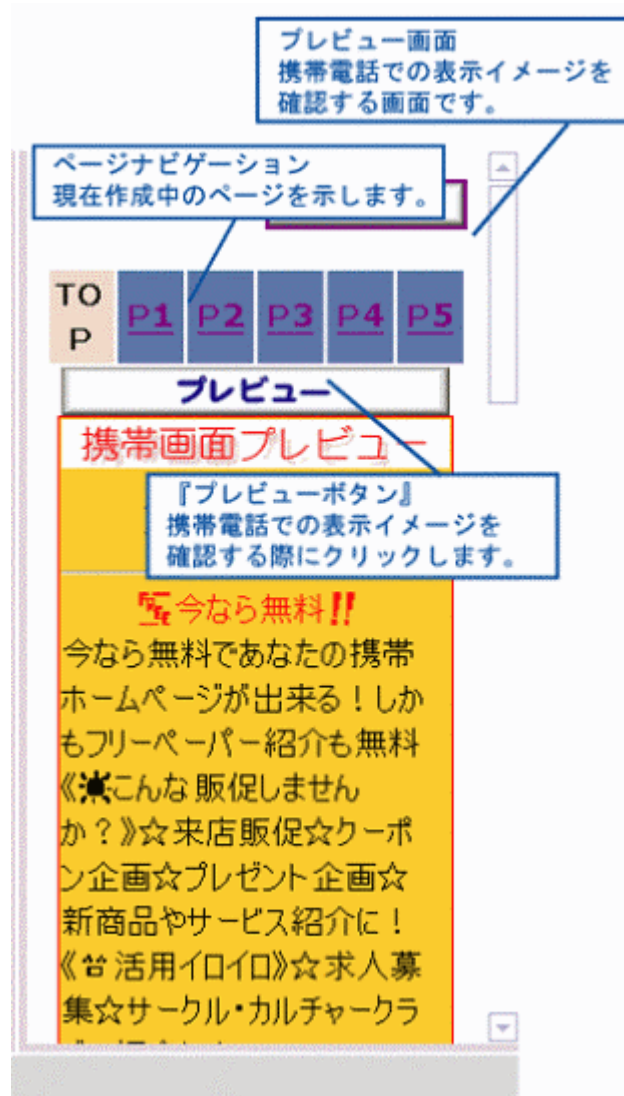 プレビュー画面
携帯電話での表示イメージを
確認する画面です。
ページナビゲーション
現在作成中のページを示します。
TO
P
P1 P2 P3 P4 P5
プレビュー
携帯画面プレビュー
『プレビューボタン』
携帯電話での表示イメージを
確認する際にクリックします。
FREE今なら無料!!
今なら無料であなたの携帯
ホームページが出来る！しか
もフリーペーパー紹介も無料
《☀こんな販促しません
か？》☆来店販促☆クーポ
ン企画☆プレゼント企画☆
新商品やサービス紹介に！
《活用イロイロ》☆求人募
集☆サークル・カルチャークラ